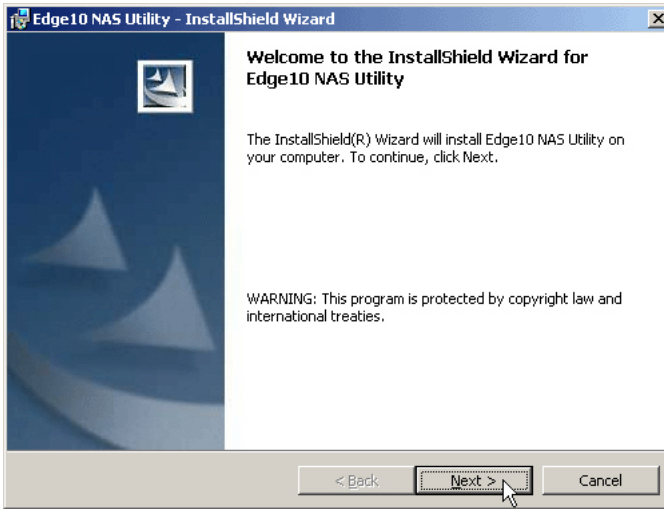 Edge10 NAS Utility - InstallShield Wizard
Welcome to the InstallShield Wizard for
Edge10 NAS Utility
The InstallShield(R) Wizard will install Edge10 NAS Utility on
your computer. To continue, click Next.
WARNING: This program is protected by copyright law and
international treaties.
< Back Next > Cancel